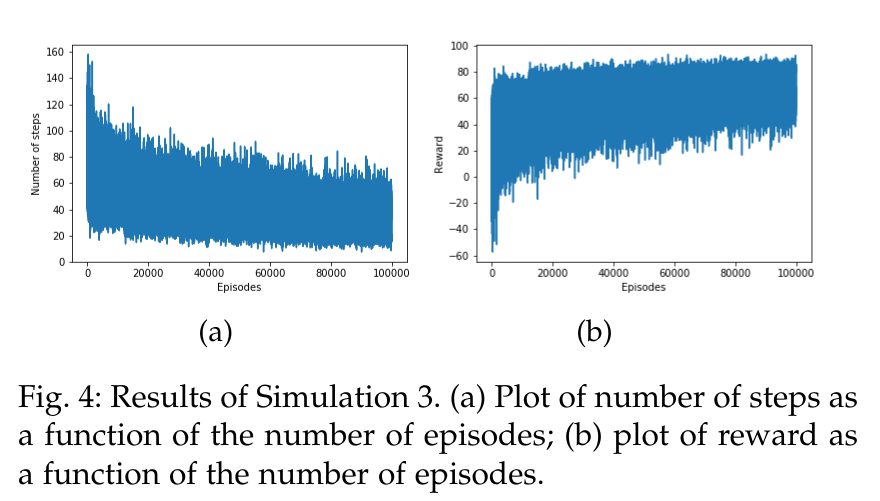 160
140
120
100
80
60
40
20
0
Number of steps
0 20000 40000 60000 80000 100000
Episodes
100
80
60
40
20
0
−20
−40
−60
Reward
0 20000 40000 60000 80000 100000
Episodes
(a)
(b)
Fig. 4: Results of Simulation 3. (a) Plot of number of steps as
a function of the number of episodes; (b) plot of reward as
a function of the number of episodes.